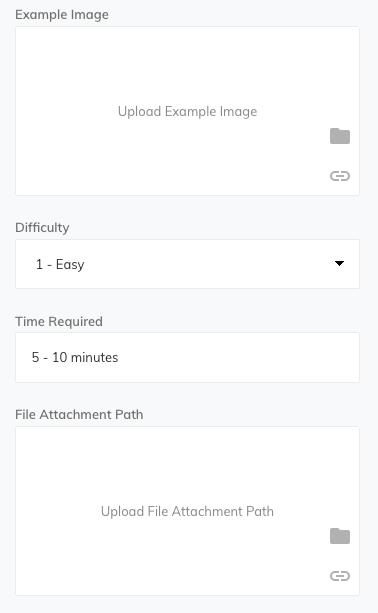 Example Image
Upload Example Image
Difficulty
1 - Easy
Time Required
5 - 10 minutes
File Attachment Path
Upload File Attachment Path